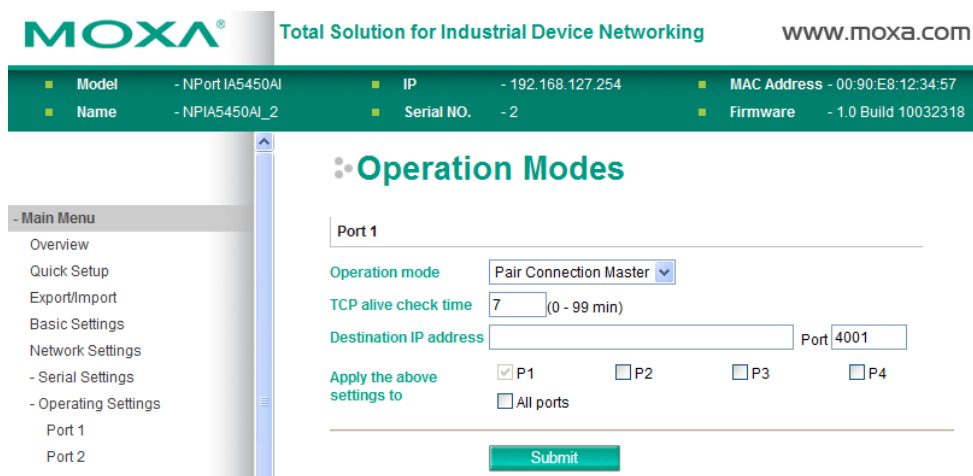 MOXA® Total Solution for Industrial Device Networking www.moxa.com
Model - NPort IA5450AI IP - 192.168.127.254 MAC Address - 00:90:E8:12:34:57
Name - NPIA5450AI_2 Serial NO. - 2 Firmware - 1.0 Build 10032318
- Main Menu
Overview
Quick Setup
Export/Import
Basic Settings
Network Settings
- Serial Settings
- Operating Settings
Port 1
Port 2
Operation Modes
Port 1
Operation mode Pair Connection Master
TCP alive check time 7 (0 - 99 min)
Destination IP address Port 4001
Apply the above settings to P1 P2 P3 P4
All ports
Submit